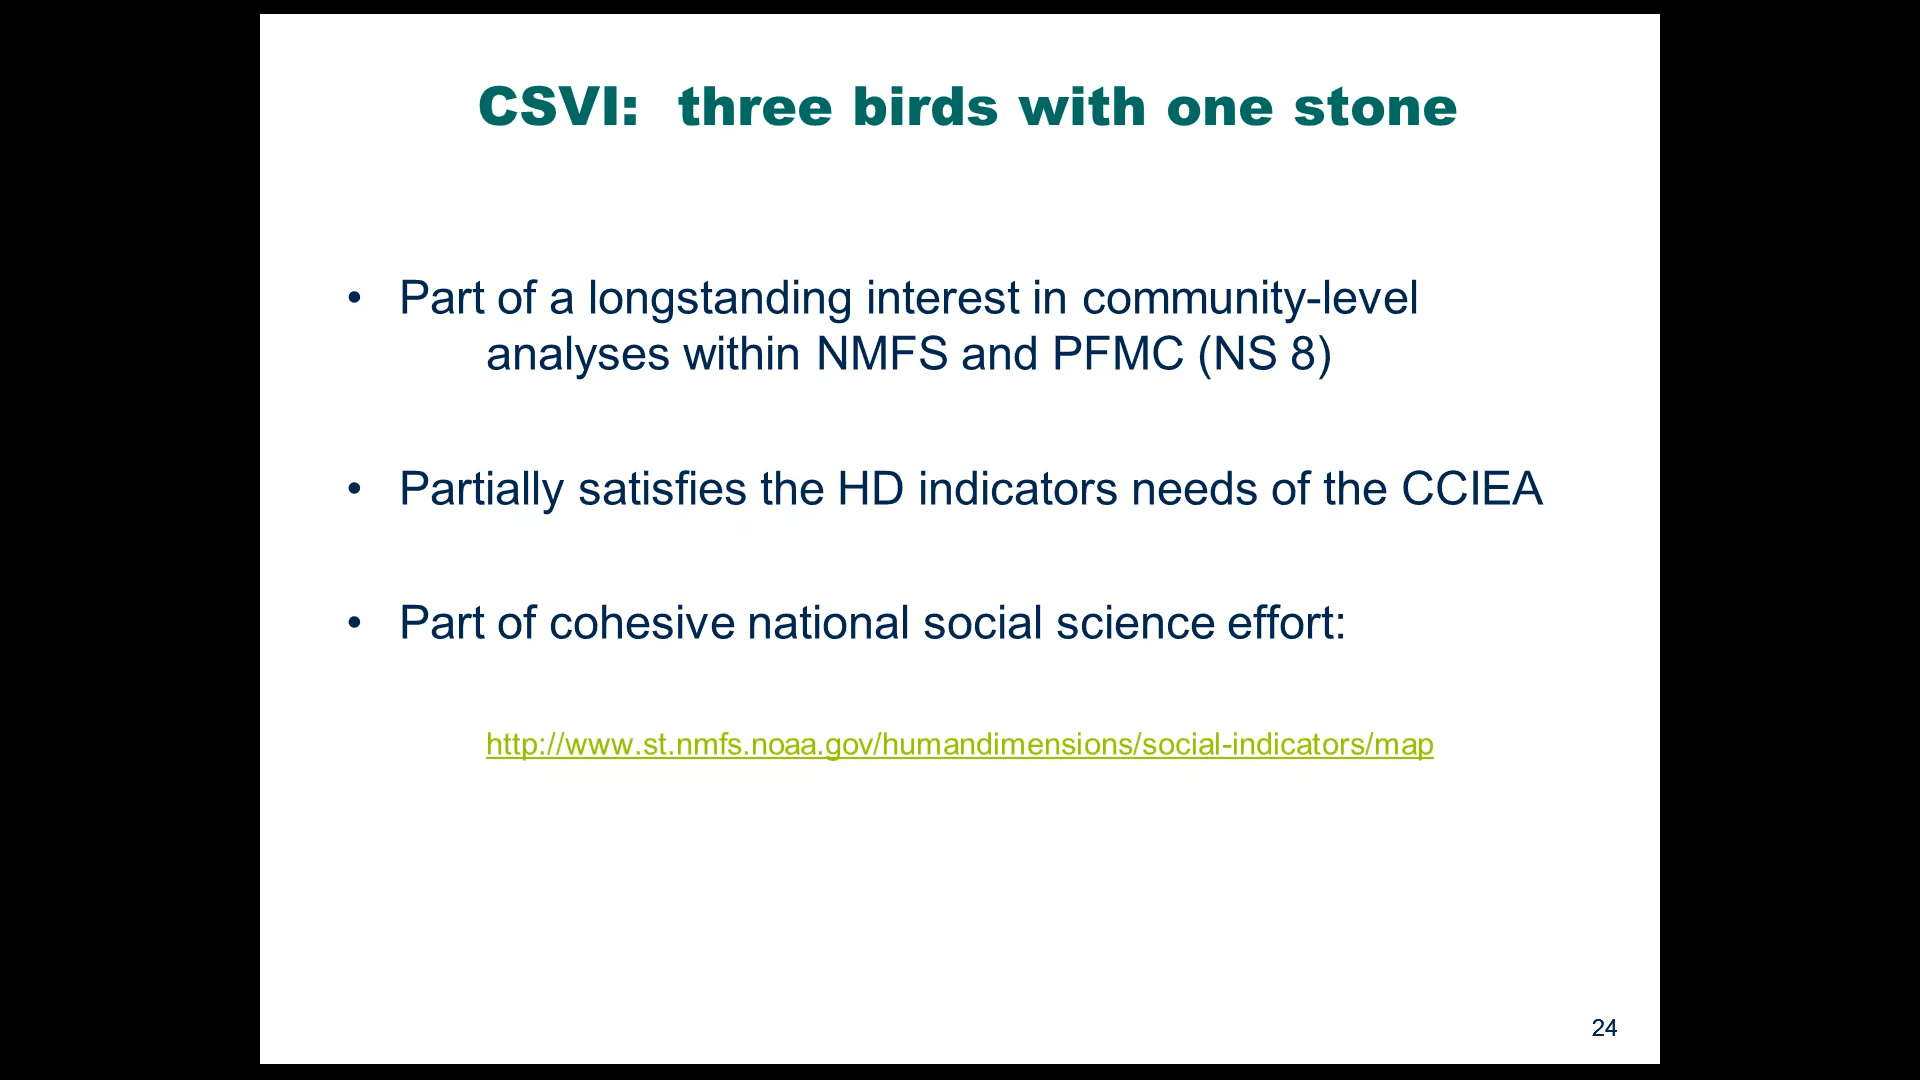 CSVI: three birds with one stone
• Part of a longstanding interest in community-level
analyses within NMFS and PFMC (NS 8)
• Partially satisfies the HD indicators needs of the CCIEA
• Part of cohesive national social science effort:
http://www.st.nmfs.noaa.gov/humandimensions/social-indicators/map
24